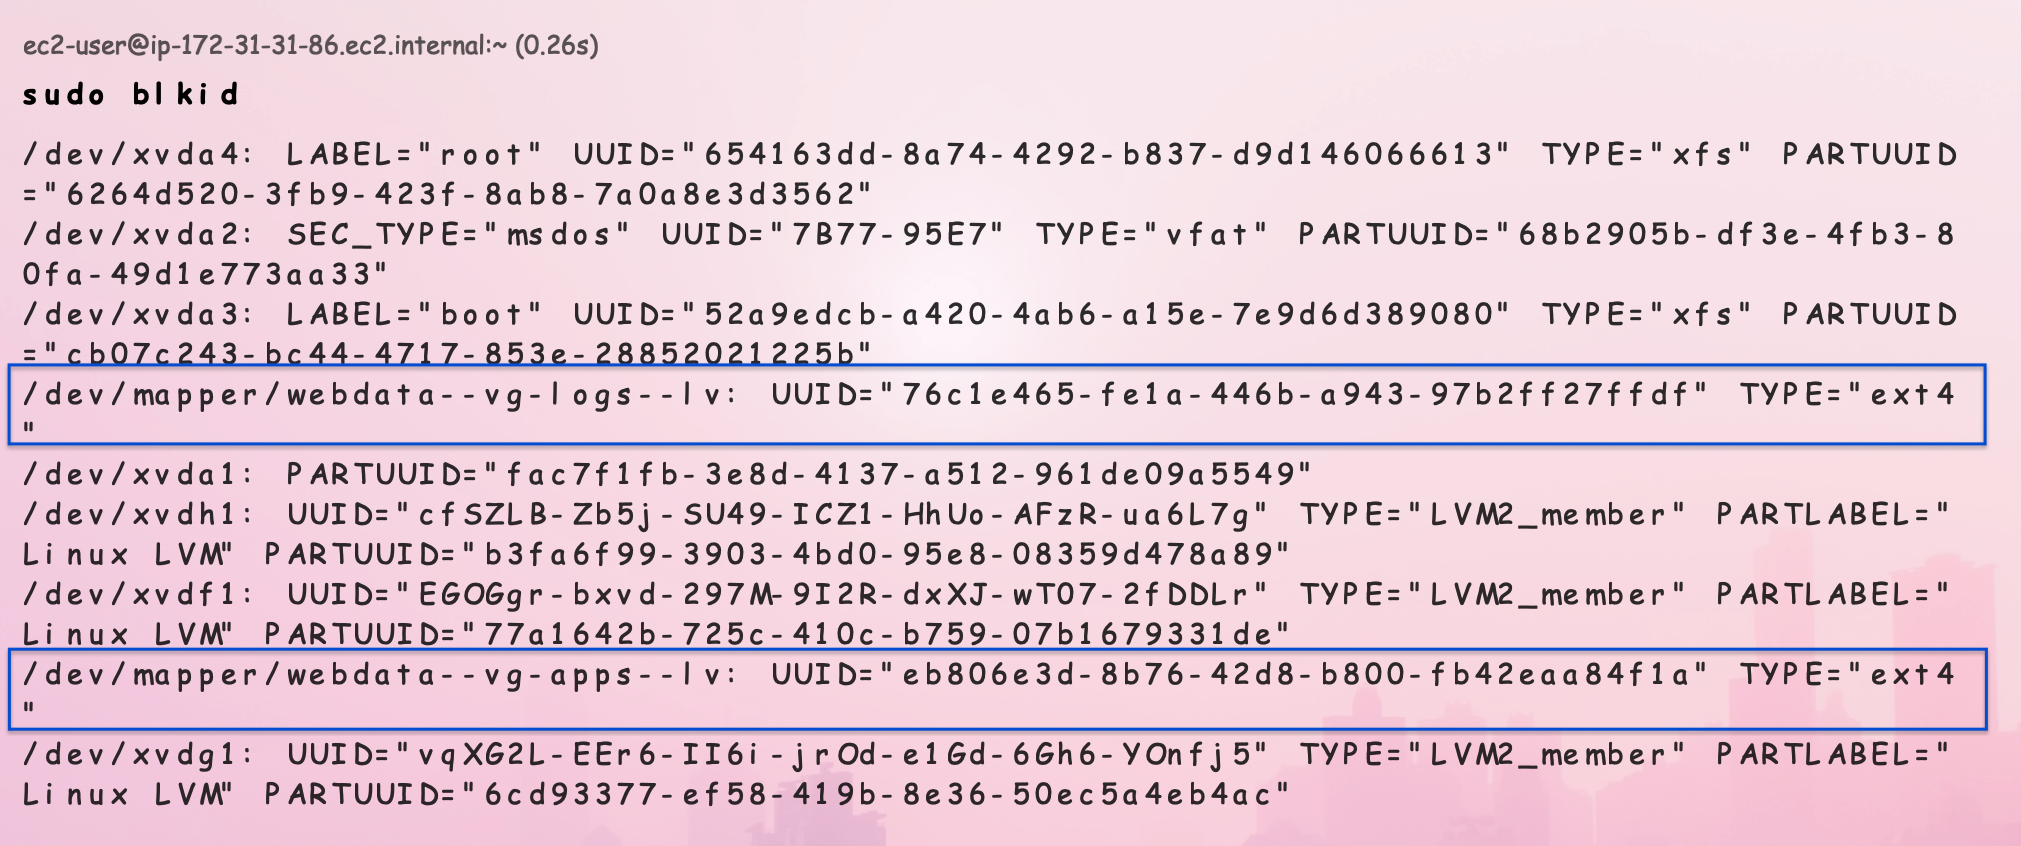 ec2-user@ip-172-31-31-86.ec2.internal:~ (0.26s)
sudo blkid
/dev/xvda4: LABEL="root" UUID="654163dd-8a74-4292-b837-d9d146066613" TYPE="xfs" PARTUUID
="6264d520-3fb9-423f-8ab8-7a0a8e3d3562"
/dev/xvda2: SEC_TYPE="msdos" UUID="7B77-95E7" TYPE="vfat" PARTUUID="68b2905b-df3e-4fb3-8
0fa-49d1e773aa33"
/dev/xvda3: LABEL="boot" UUID="52a9edcb-a420-4ab6-a15e-7e9d6d389080" TYPE="xfs" PARTUUID
="cb07c243-bc44-4717-853e-28852021225b"
/dev/mapper/webdata--vg-logs--lv: UUID="76c1e465-fe1a-446b-a943-97b2ff27ffdf" TYPE="ext4
"
/dev/xvda1: PARTUUID="fac7f1fb-3e8d-4137-a512-961de09a5549"
/dev/xvdh1: UUID="cfSZLB-Zb5j-SU49-ICZ1-HhUo-AFzR-ua6L7g" TYPE="LVM2_member" PARTLABEL="
Linux LVM" PARTUUID="b3fa6f99-3903-4bd0-95e8-08359d478a89"
/dev/xvdf1: UUID="EGOGgr-bxvd-297M-9I2R-dxXJ-wT07-2fDDLr" TYPE="LVM2_member" PARTLABEL="
Linux LVM" PARTUUID="77a1642b-725c-410c-b759-07b1679331de"
/dev/mapper/webdata--vg-apps--lv: UUID="eb806e3d-8b76-42d8-b800-fb42eaa84f1a" TYPE="ext4
"
/dev/xvdg1: UUID="vqXG2L-EEr6-II6i-jrOd-e1Gd-6Gh6-YOnfj5" TYPE="LVM2_member" PARTLABEL="
Linux LVM" PARTUUID="6cd93377-ef58-419b-8e36-50ec5a4eb4ac"